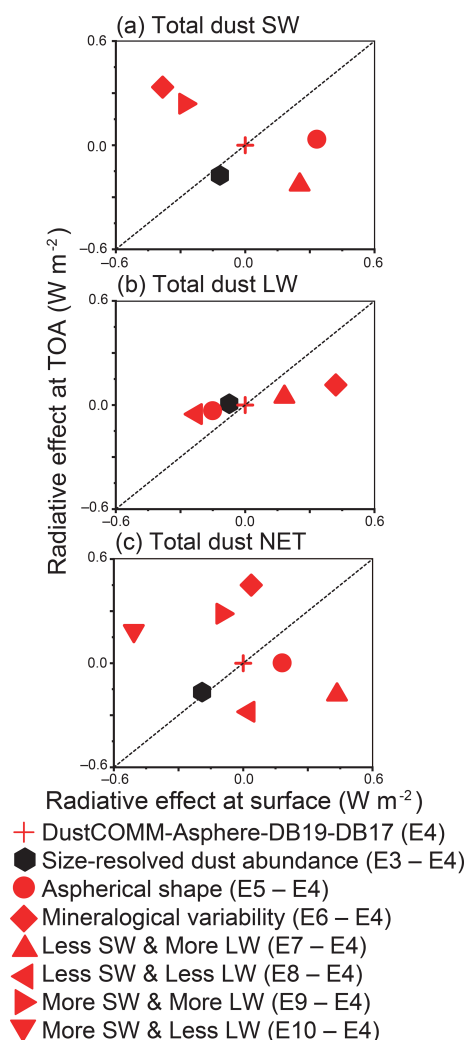 (a) Total dust SW
0.6
0.0
–0.6
–0.6 0.0 0.6
(b) Total dust LW
0.6
0.0
–0.6
–0.6 0.0 0.6
(c) Total dust NET
0.6
0.0
–0.6
–0.6 0.0 0.6
Radiative effect at TOA (W m-2)
Radiative effect at surface (W m-2)
DustCOMM-Asphere-DB19-DB17 (E4)
Size-resolved dust abundance (E3 – E4)
Aspherical shape (E5 – E4)
Mineralogical variability (E6 – E4)
Less SW & More LW (E7 – E4)
Less SW & Less LW (E8 – E4)
More SW & More LW (E9 – E4)
More SW & Less LW (E10 – E4)